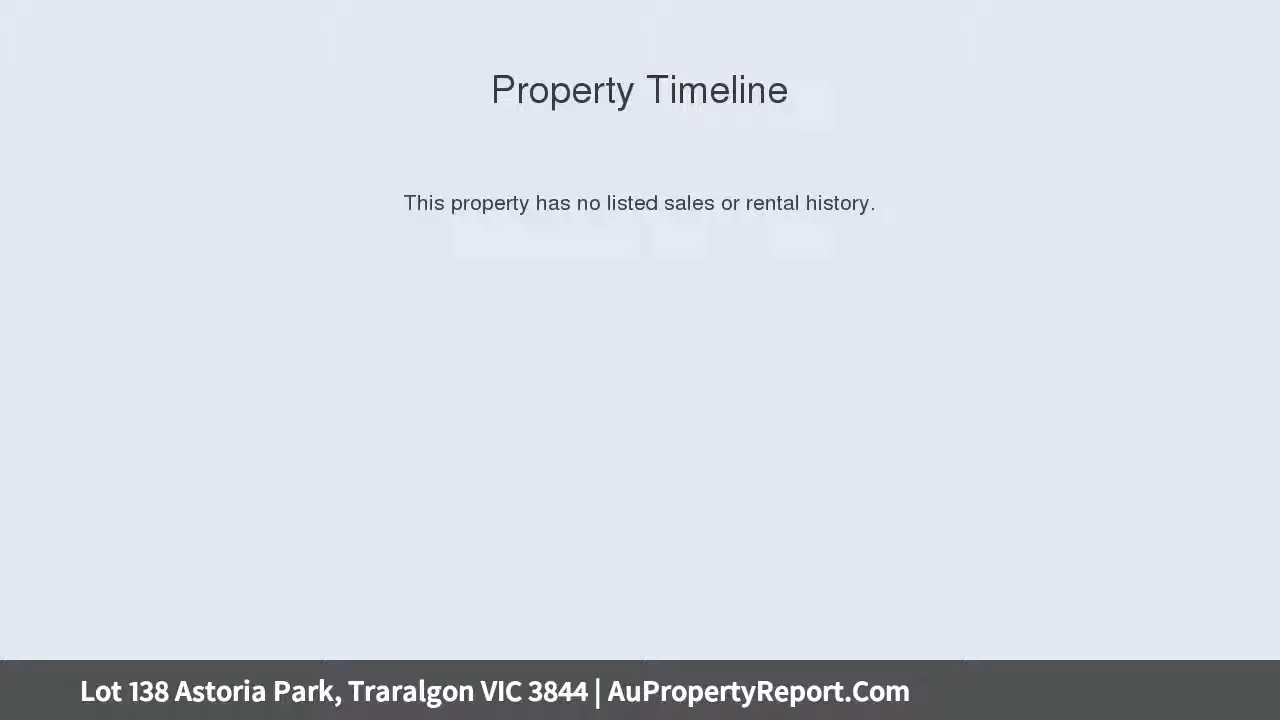 Property Timeline
This property has no listed sales or rental history.
Lot 138 Astoria Park, Traralgon VIC 3844 | AuPropertyReport.Com